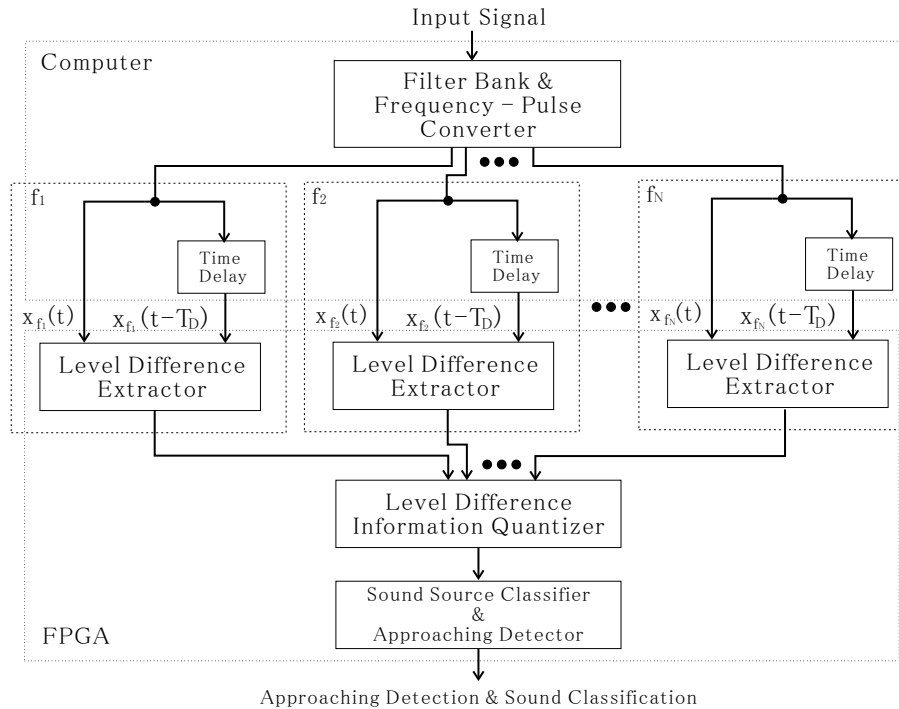 Input Signal
Computer
Filter Bank &
Frequency – Pulse
Converter
f1
f2
fN
Time
Delay
Time
Delay
Time
Delay
xf1(t)
xf1(t−TD)
xf2(t)
xf2(t−TD)
xfN(t)
xfN(t−TD)
Level Difference
Extractor
Level Difference
Extractor
Level Difference
Extractor
Level Difference
Information Quantizer
Sound Source Classifier
&
Approaching Detector
FPGA
Approaching Detection & Sound Classification